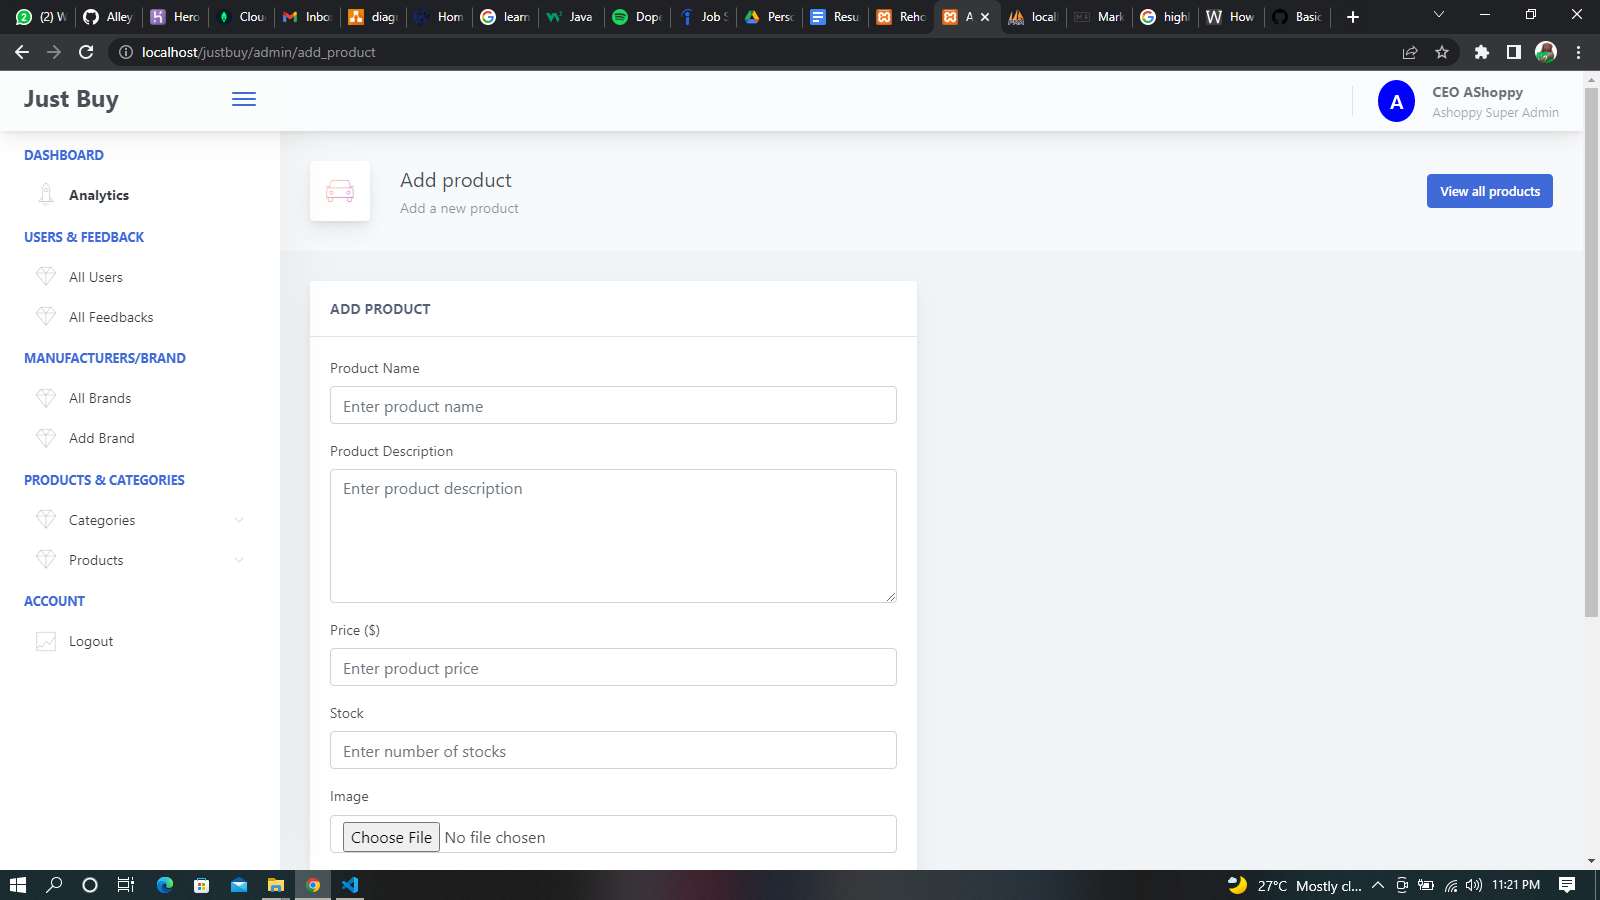 (2) W
Alley
Hero
Clou
Inbo
diag
Hom
learn
Java
Dope
Job S
Perso
Resu
Reho
A
local
Mark
highl
How
Basic
localhost/justbuy/admin/add_product
Just Buy
A
CEO AShoppy
Ashoppy Super Admin
DASHBOARD
Analytics
USERS & FEEDBACK
All Users
All Feedbacks
MANUFACTURERS/BRAND
All Brands
Add Brand
PRODUCTS & CATEGORIES
Categories
Products
ACCOUNT
Logout
Add product
Add a new product
View all products
ADD PRODUCT
Product Name
Enter product name
Product Description
Enter product description
Price ($)
Enter product price
Stock
Enter number of stocks
Image
Choose File No file chosen
27°C Mostly cl... 11:21 PM